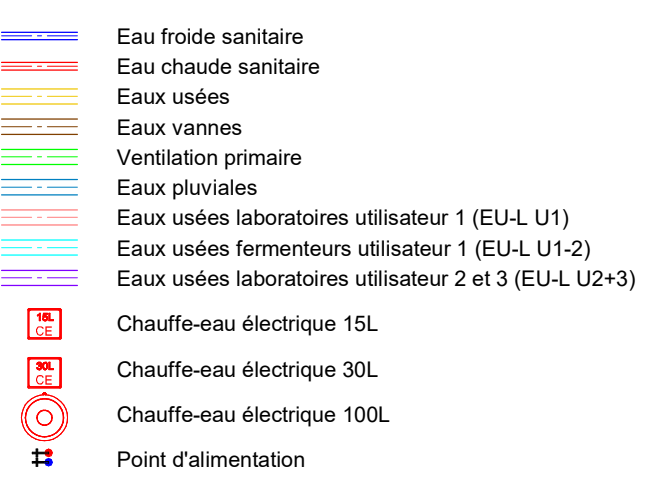 Eau froide sanitaire
Eau chaude sanitaire
Eaux usées
Eaux vannes
Ventilation primaire
Eaux pluviales
Eaux usées laboratoires utilisateur 1 (EU-L U1)
Eaux usées fermenteurs utilisateur 1 (EU-L U1-2)
Eaux usées laboratoires utilisateur 2 et 3 (EU-L U2+3)
15L
CE
Chauffe-eau électrique 15L
30L
CE
Chauffe-eau électrique 30L
Chauffe-eau électrique 100L
Point d'alimentation